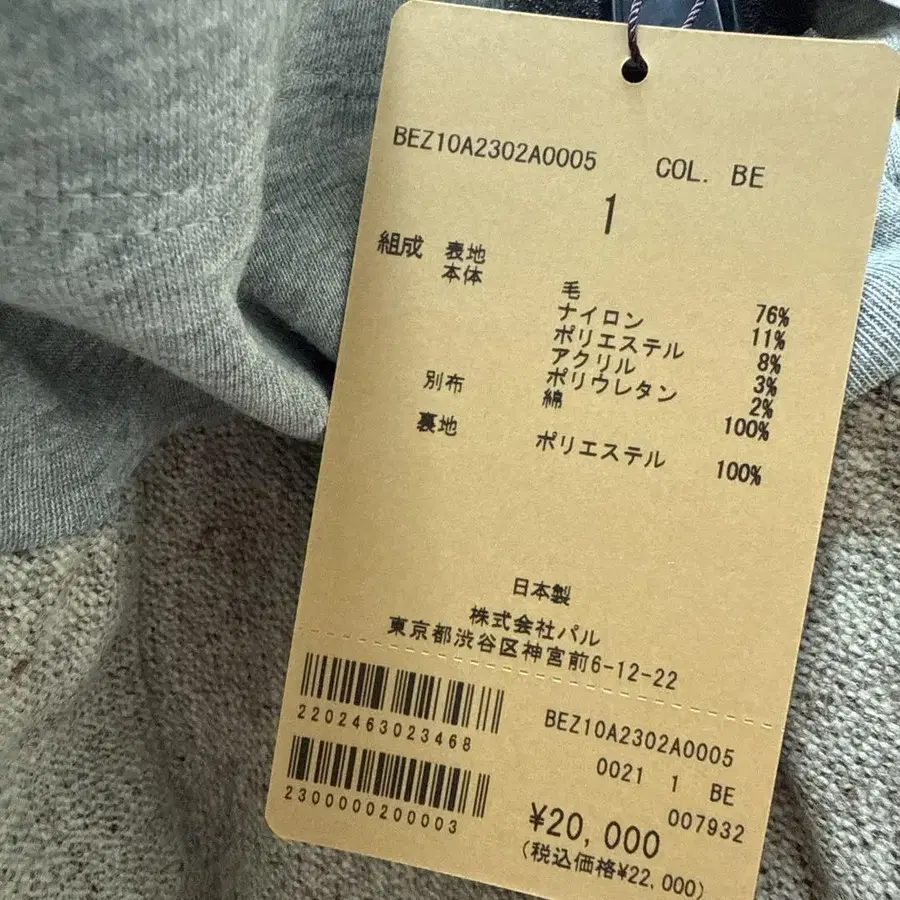 BEZ10A2302A0005 COL. BE
1
組成 表地
本体
毛 76%
ナイロン 11%
ポリエステル 8%
アクリル 3%
ポリウレタン 2%
別布 綿 100%
裏地 ポリエステル 100%
日本製
株式会社パル
東京都渋谷区神宮前6-12-22
2202463023468
2300000200003
BEZ10A2302A0005
0021 1 BE
007932
¥20,000
(税込価格¥22,000)